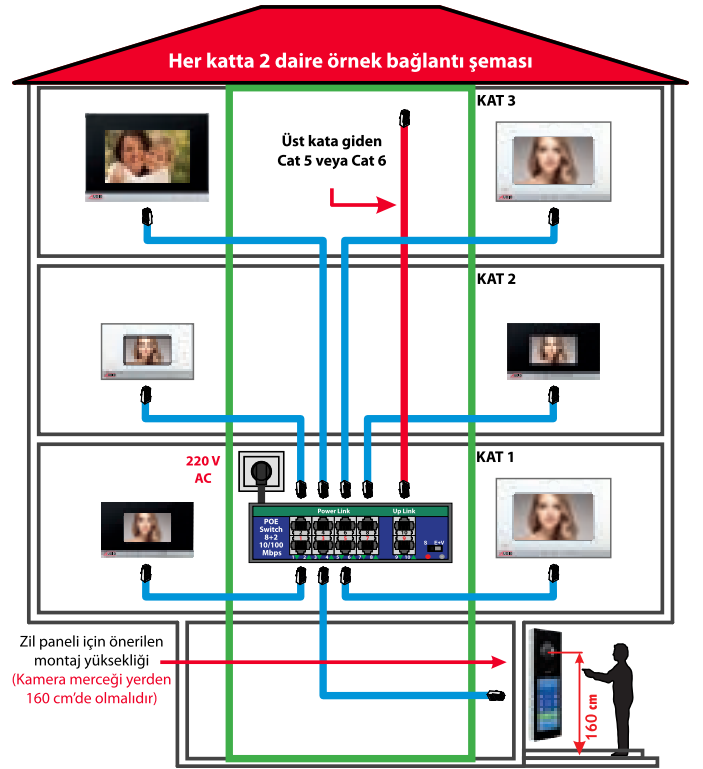 Her katta 2 daire örnek bağlantı şeması
KAT 3
Üst kata giden
Cat 5 veya Cat 6
KAT 2
KAT 1
220 V
AC
Power Link
Up Link
POE
Switch
8+2
10/100
Mbps
S E+V
Zil paneli için önerilen
montaj yüksekliği
(Kamera merceği yerden
160 cm'de olmalıdır)
160 cm